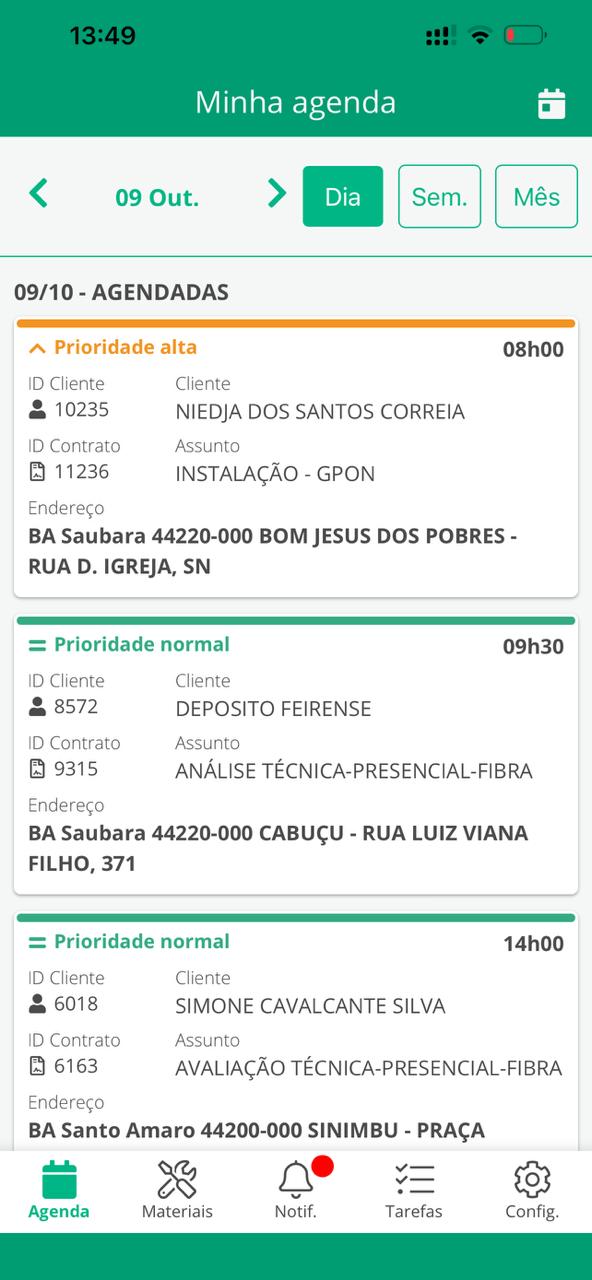 13:49
Minha agenda
09 Out.
Dia
Sem.
Mês
09/10 - AGENDADAS
Prioridade alta
08h00
ID Cliente
Cliente
10235
NIEDJA DOS SANTOS CORREIA
ID Contrato
Assunto
11236
INSTALAÇÃO - GPON
Endereço
BA Saubara 44220-000 BOM JESUS DOS POBRES -
RUA D. IGREJA, SN
Prioridade normal
09h30
ID Cliente
Cliente
8572
DEPOSITO FEIRENSE
ID Contrato
Assunto
9315
ANÁLISE TÉCNICA-PRESENCIAL-FIBRA
Endereço
BA Saubara 44220-000 CABUÇU - RUA LUIZ VIANA
FILHO, 371
Prioridade normal
14h00
ID Cliente
Cliente
6018
SIMONE CAVALCANTE SILVA
ID Contrato
Assunto
6163
AVALIAÇÃO TÉCNICA-PRESENCIAL-FIBRA
Endereço
BA Santo Amaro 44200-000 SINIMBU - PRAÇA
Agenda
Materiais
Notif.
Tarefas
Config.